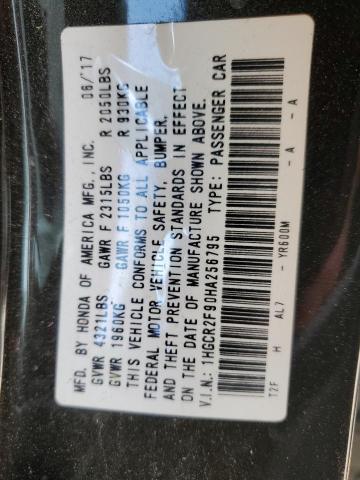 MFD. BY HONDA OF AMERICA MFG., INC. 06/'17
GVWR 4321LBS GAWR F 2315LBS R 2050LBS
GVWR 1960KG GAWR F 1050KG R 930KG
THIS VEHICLE CONFORMS TO ALL APPLICABLE
FEDERAL MOTOR VEHICLE SAFETY, BUMPER,
AND THEFT PREVENTION STANDARDS IN EFFECT
ON THE DATE OF MANUFACTURE SHOWN ABOVE.
V.I.N.: 1HGCR2F90HA256795 TYPE: PASSENGER CAR
H AL7 - YR600M - A - A
T2F